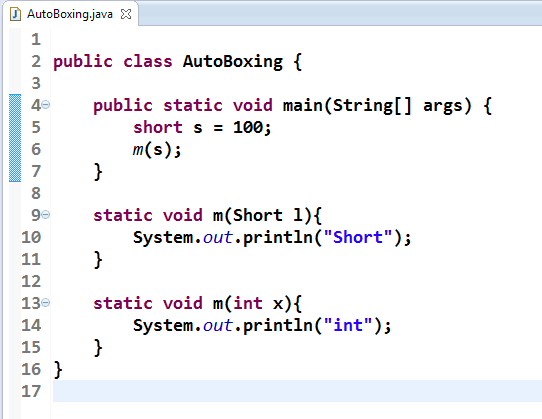 AutoBoxing.java
1
2 public class AutoBoxing {
3
4     public static void main(String[] args) {
5         short s = 100;
6         m(s);
7     }
8
9     static void m(Short l){
10         System.out.println("Short");
11     }
12
13     static void m(int x){
14         System.out.println("int");
15     }
16 }
17